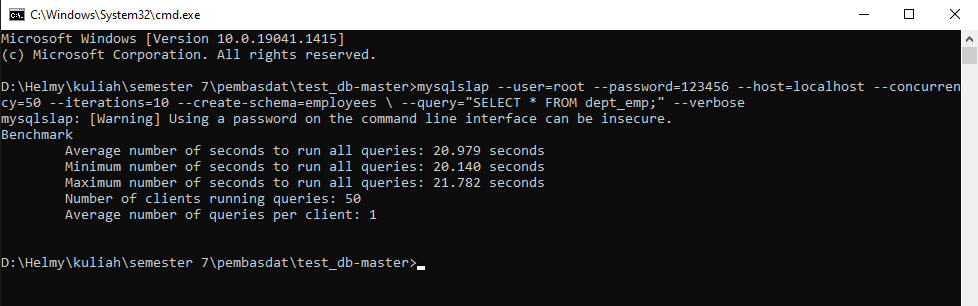 C:\Windows\System32\cmd.exe
Microsoft Windows [Version 10.0.19041.1415]
(c) Microsoft Corporation. All rights reserved.
D:\Helmy\kuliah\semester 7\pembasdat\test_db-master>mysqlslap --user=root --password=123456 --host=localhost --concurren
cy=50 --iterations=10 --create-schema=employees \ --query="SELECT * FROM dept_emp;" --verbose
mysqlslap: [Warning] Using a password on the command line interface can be insecure.
Benchmark
Average number of seconds to run all queries: 20.979 seconds
Minimum number of seconds to run all queries: 20.140 seconds
Maximum number of seconds to run all queries: 21.782 seconds
Number of clients running queries: 50
Average number of queries per client: 1
D:\Helmy\kuliah\semester 7\pembasdat\test_db-master>